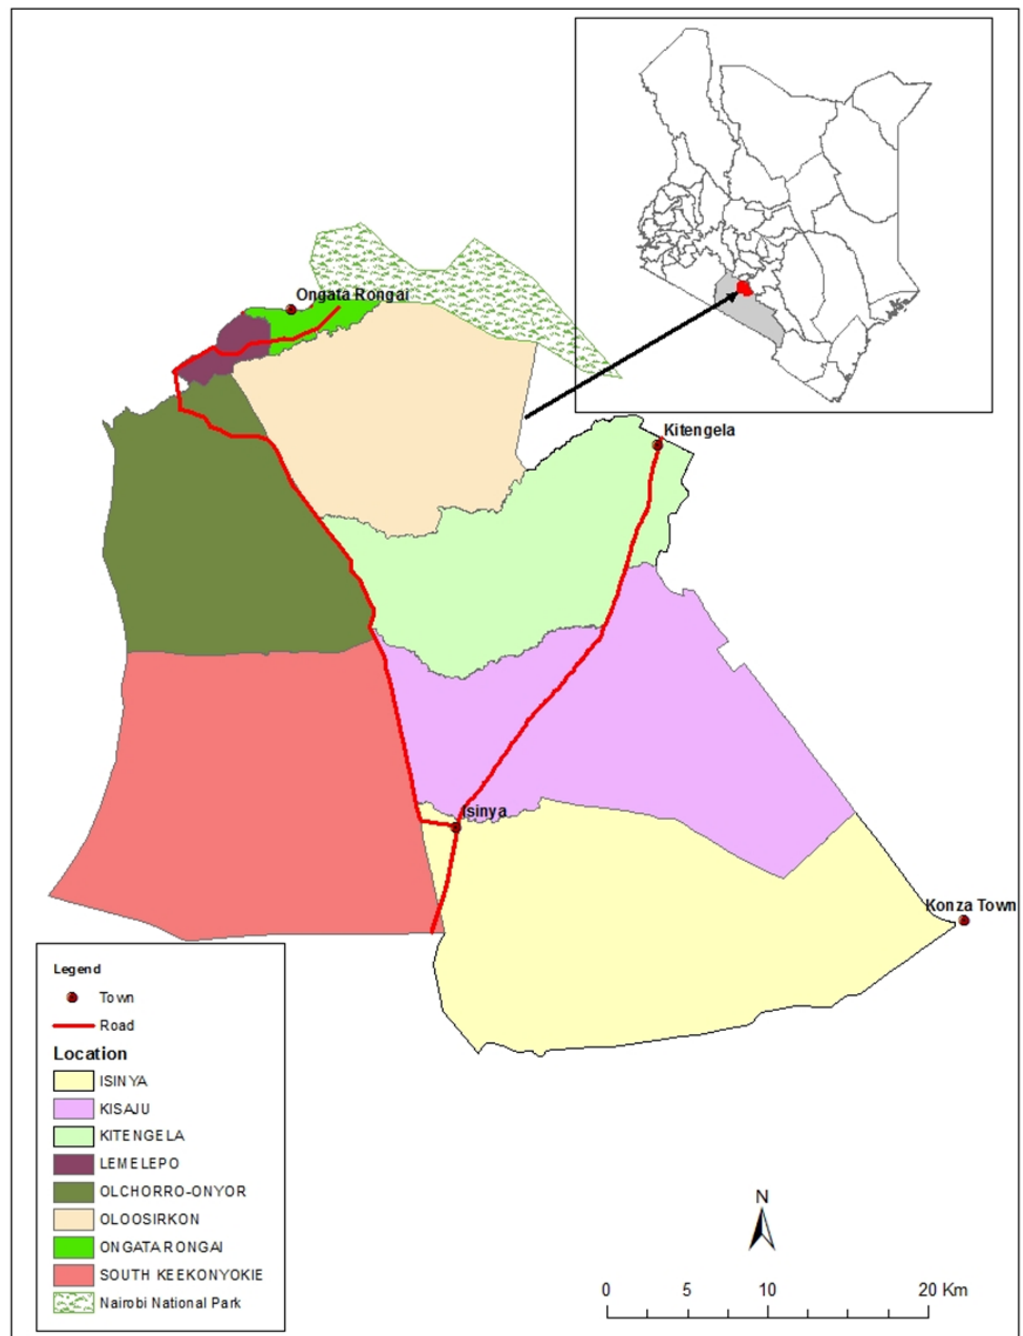 Ongata Rongai
Kitengela
Isinya
Konza Town
Legend
Town
Road
Location
ISINYA
KISAJU
KITENGELA
LEMELEPO
OLCHORRO-ONYOR
OLOOSIRKON
ONGATA RONGAI
SOUTH KEEKONYOKIE
Nairobi National Park
N
0 5 10 20 Km